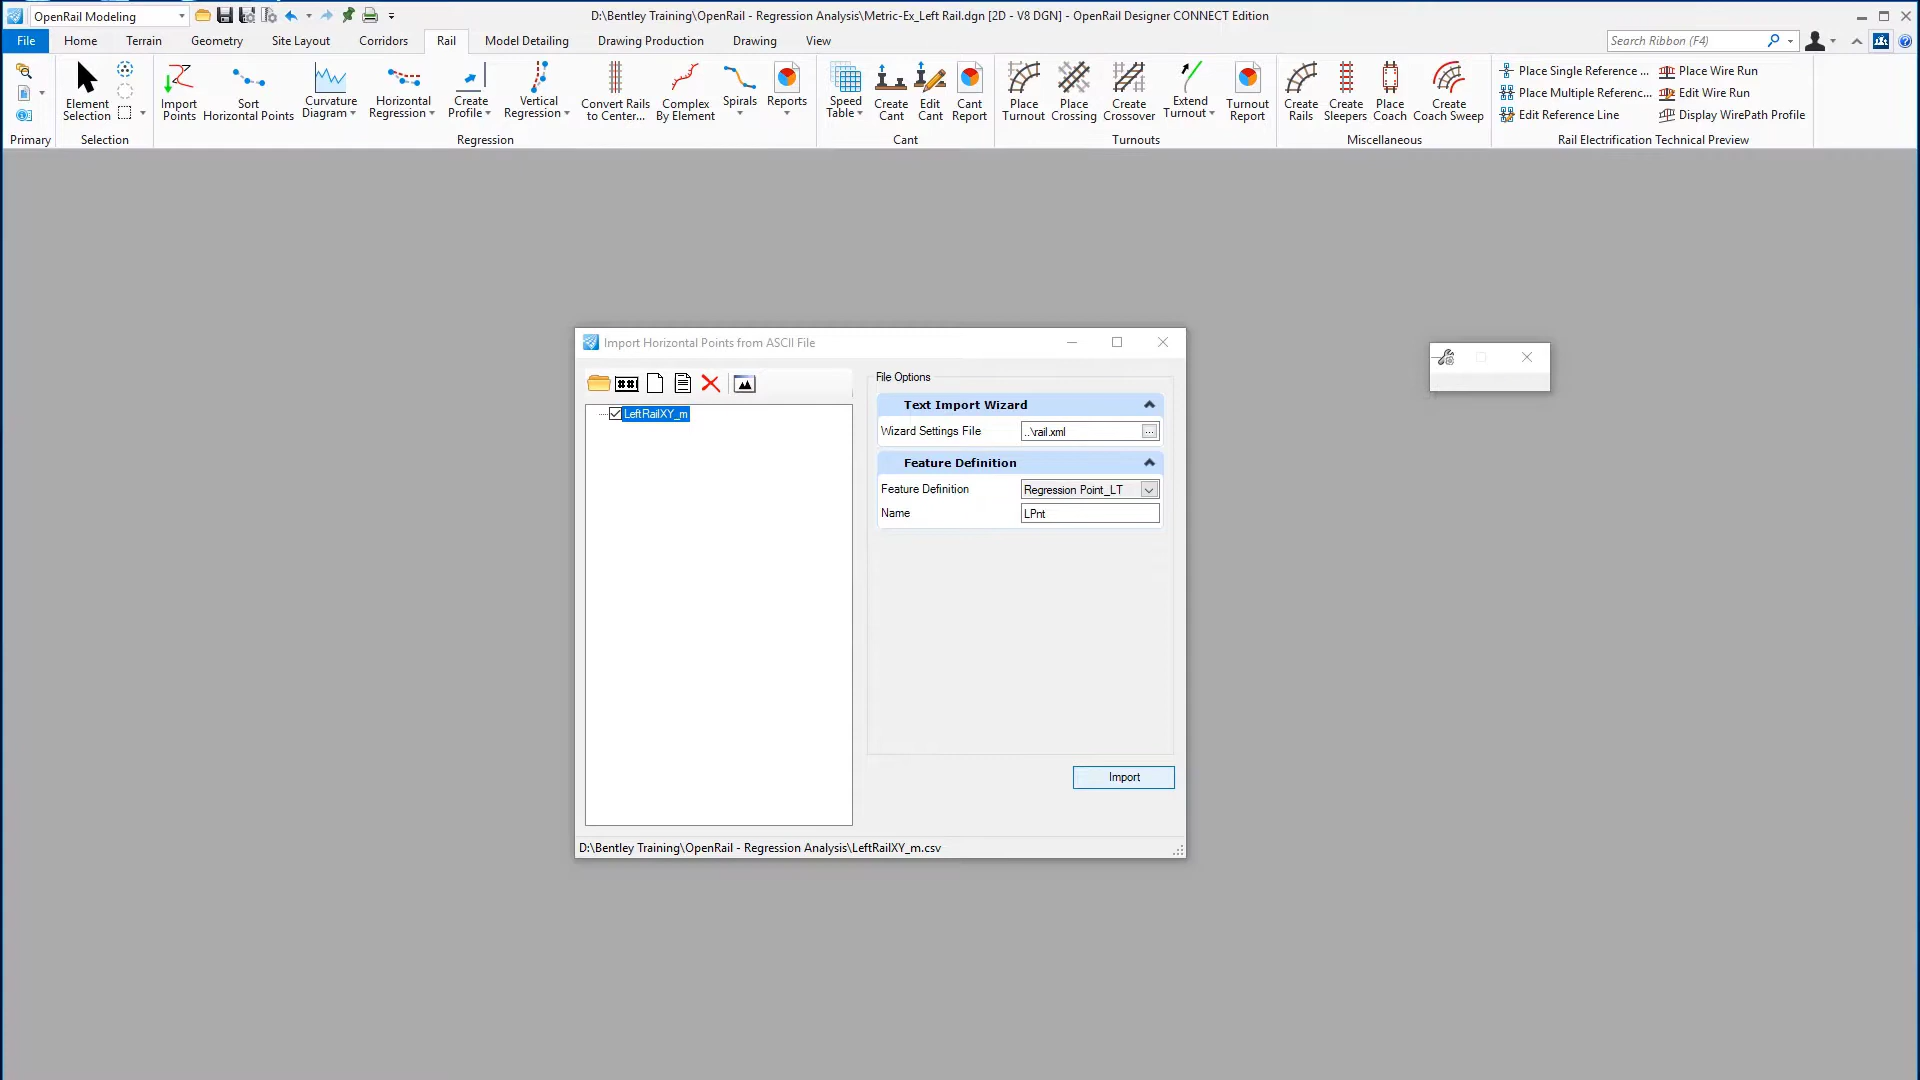 OpenRail Modeling
D:\Bentley Training\OpenRail - Regression Analysis\Metric-Ex_Left Rail.dgn [2D - V8 DGN] - OpenRail Designer CONNECT Edition
File Home Terrain Geometry Site Layout Corridors Rail Model Detailing Drawing Production Drawing View
Search Ribbon (F4)
Element Selection
Import Points
Sort Horizontal Points
Curvature Diagram
Horizontal Regression
Create Profile
Vertical Regression
Convert Rails to Center...
Complex By Element
Spirals
Reports
Speed Table
Create Cant
Edit Cant
Cant Report
Place Turnout
Place Crossing
Create Crossover
Extend Turnout
Turnout Report
Create Rails
Create Sleepers
Place Coach
Create Coach Sweep
Place Single Reference ...
Place Multiple Referenc...
Edit Reference Line
Place Wire Run
Edit Wire Run
Display WirePath Profile
Primary Selection Regression Cant Turnouts Miscellaneous Rail Electrification Technical Preview
Import Horizontal Points from ASCII File
LeftRailXY_m
File Options
Text Import Wizard
Wizard Settings File ..\rail.xml ...
Feature Definition
Feature Definition Regression Point_LT
Name LPnt
Import
D:\Bentley Training\OpenRail - Regression Analysis\LeftRailXY_m.csv